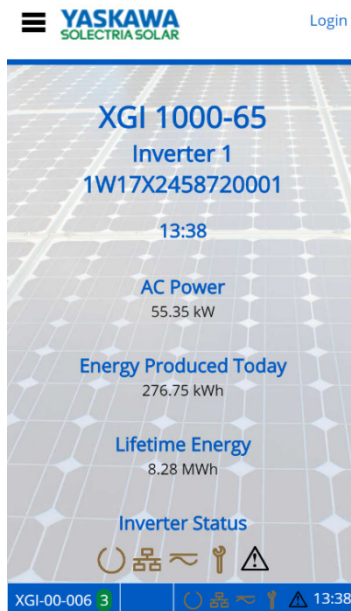 YASKAWA
SOLECTRIA SOLAR
Login
XGI 1000-65
Inverter 1
1W17X2458720001
13:38
AC Power
55.35 kW
Energy Produced Today
276.75 kWh
Lifetime Energy
8.28 MWh
Inverter Status
XGI-00-006 3
13:38